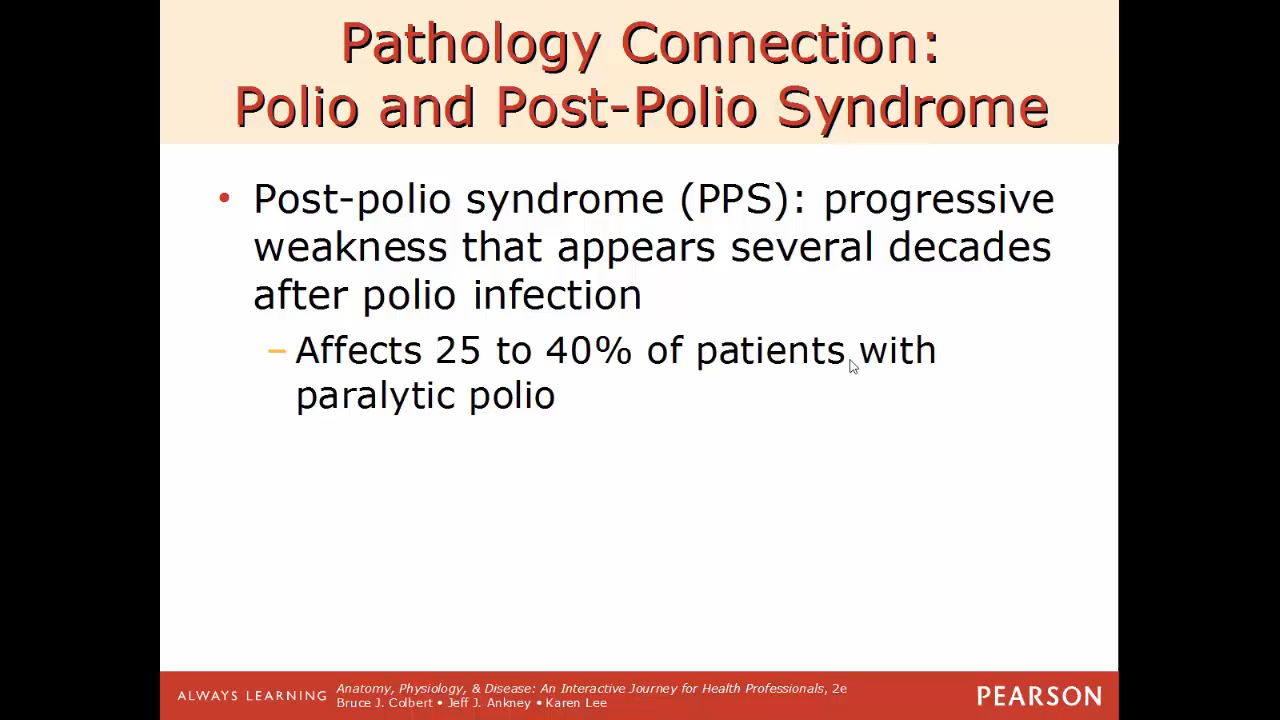 Pathology Connection:
Polio and Post-Polio Syndrome
• Post-polio syndrome (PPS): progressive
weakness that appears several decades
after polio infection
– Affects 25 to 40% of patients with
paralytic polio
ALWAYS LEARNING
Anatomy, Physiology, & Disease: An Interactive Journey for Health Professionals, 2e
Bruce J. Colbert • Jeff J. Ankney • Karen Lee
PEARSON